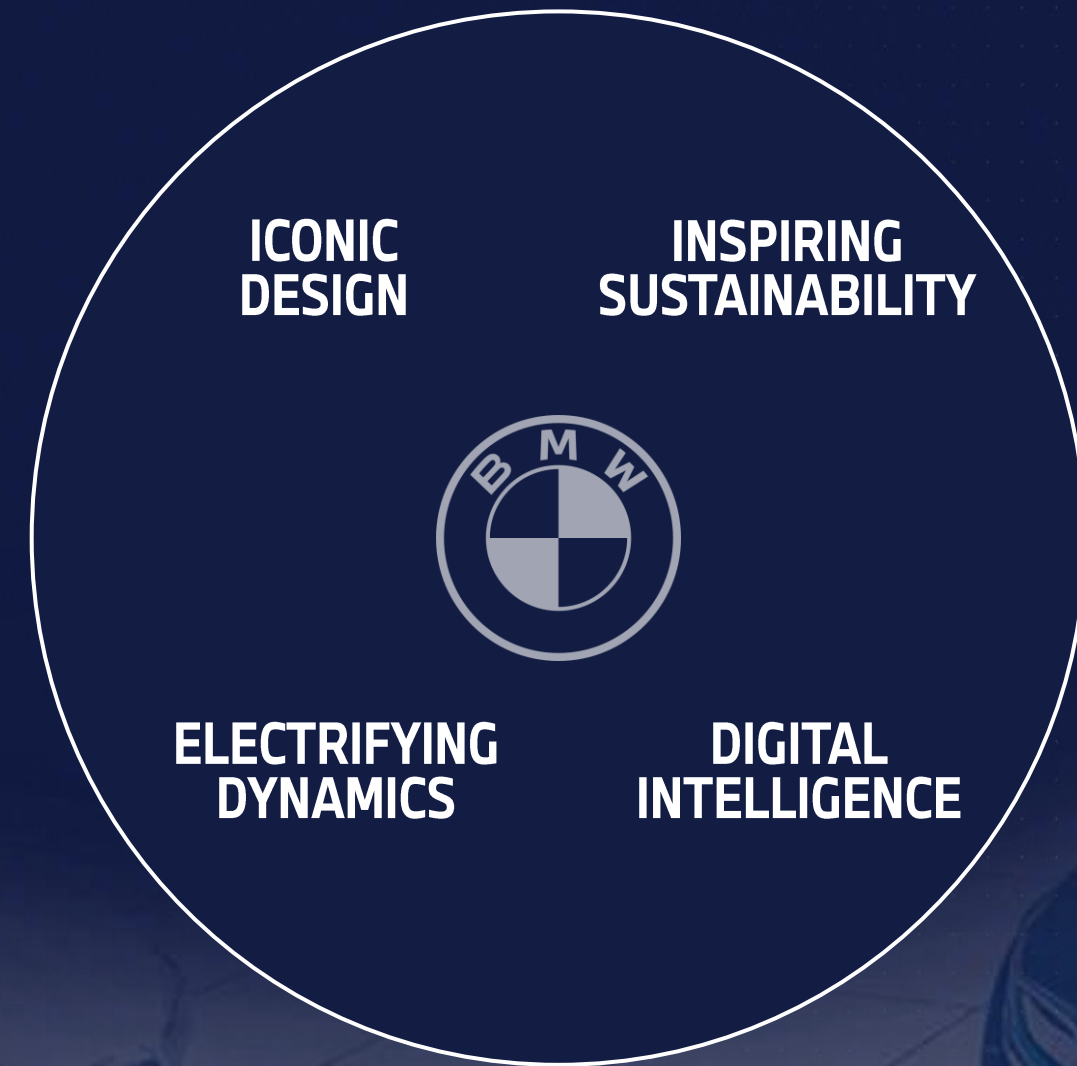 ICONIC
DESIGN
INSPIRING
SUSTAINABILITY
BMW
ELECTRIFYING
DYNAMICS
DIGITAL
INTELLIGENCE